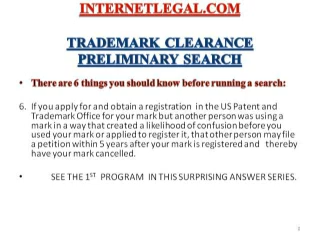 INTERNETLEGAL.COM
TRADEMARK CLEARANCE
PRELIMINARY SEARCH
• There are 6 things you should know before running a search:
6. If you apply for and obtain a registration in the US Patent and
Trademark Office for your mark but another person was using a
mark in a way that created a likelihood of confusion before you
used your mark or applied to register it, that other person may file
a petition within 5 years after your mark is registered and thereby
have your mark cancelled.
• SEE THE 1ST PROGRAM IN THIS SURPRISING ANSWER SERIES.